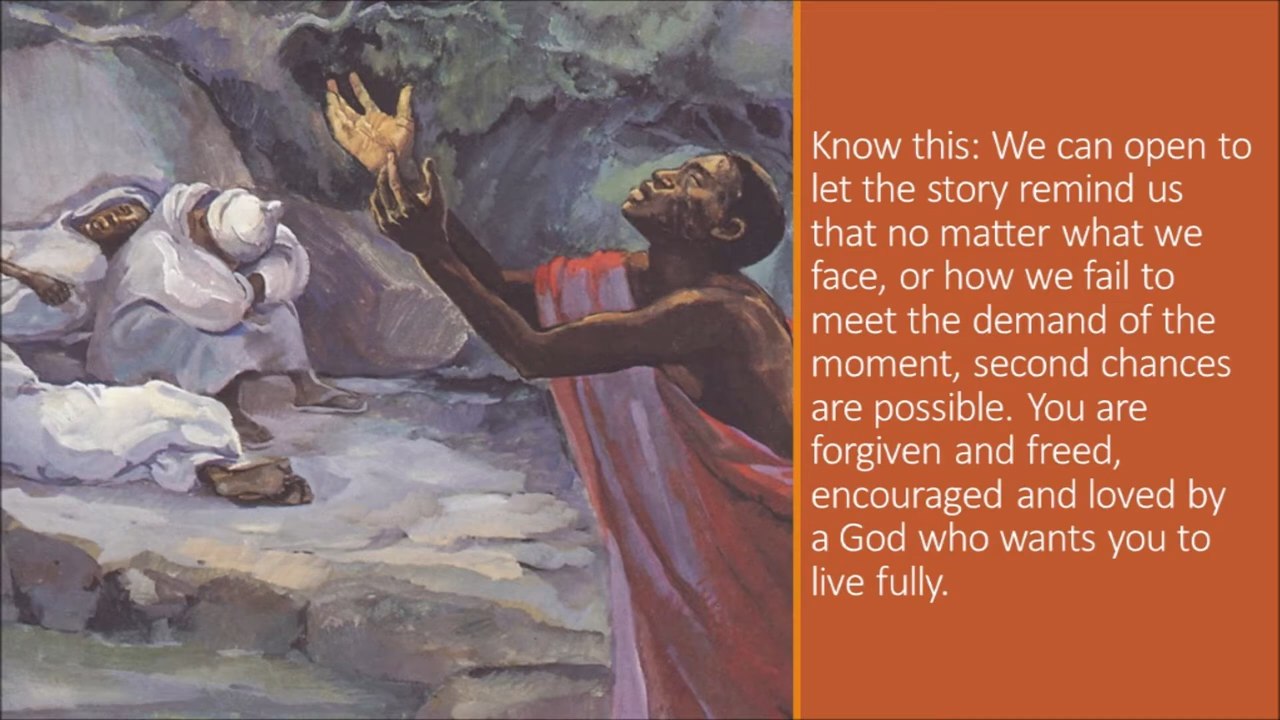 Know this: We can open to
let the story remind us
that no matter what we
face, or how we fail to
meet the demand of the
moment, second chances
are possible. You are
forgiven and freed,
encouraged and loved by
a God who wants you to
live fully.